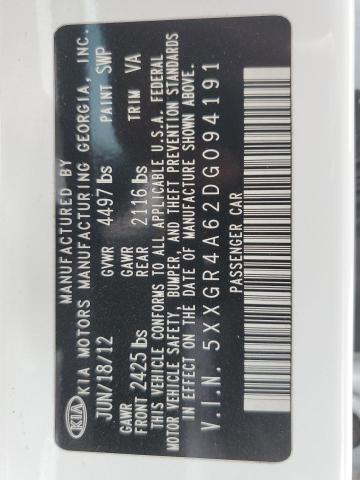 MANUFACTURED BY
KIA KIA MOTORS MANUFACTURING GEORGIA, INC.
JUN/18/12 GVWR 4497 lbs PAINT SWP
GAWR FRONT 2425 lbs GAWR REAR 2116 lbs TRIM VA
THIS VEHICLE CONFORMS TO ALL APPLICABLE U.S.A. FEDERAL
MOTOR VEHICLE SAFETY, BUMPER, AND THEFT PREVENTION STANDARDS
IN EFFECT ON THE DATE OF MANUFACTURE SHOWN ABOVE.
V.I.N. 5XXGR4A62DG094191
PASSENGER CAR